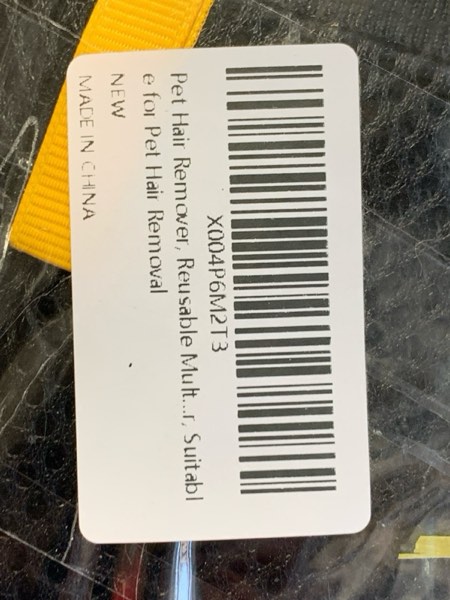 X004P6M2T3
Pet Hair Remover, Reusable Mult...r, Suitabl
e for Pet Hair Removal
NEW
MADE IN CHINA